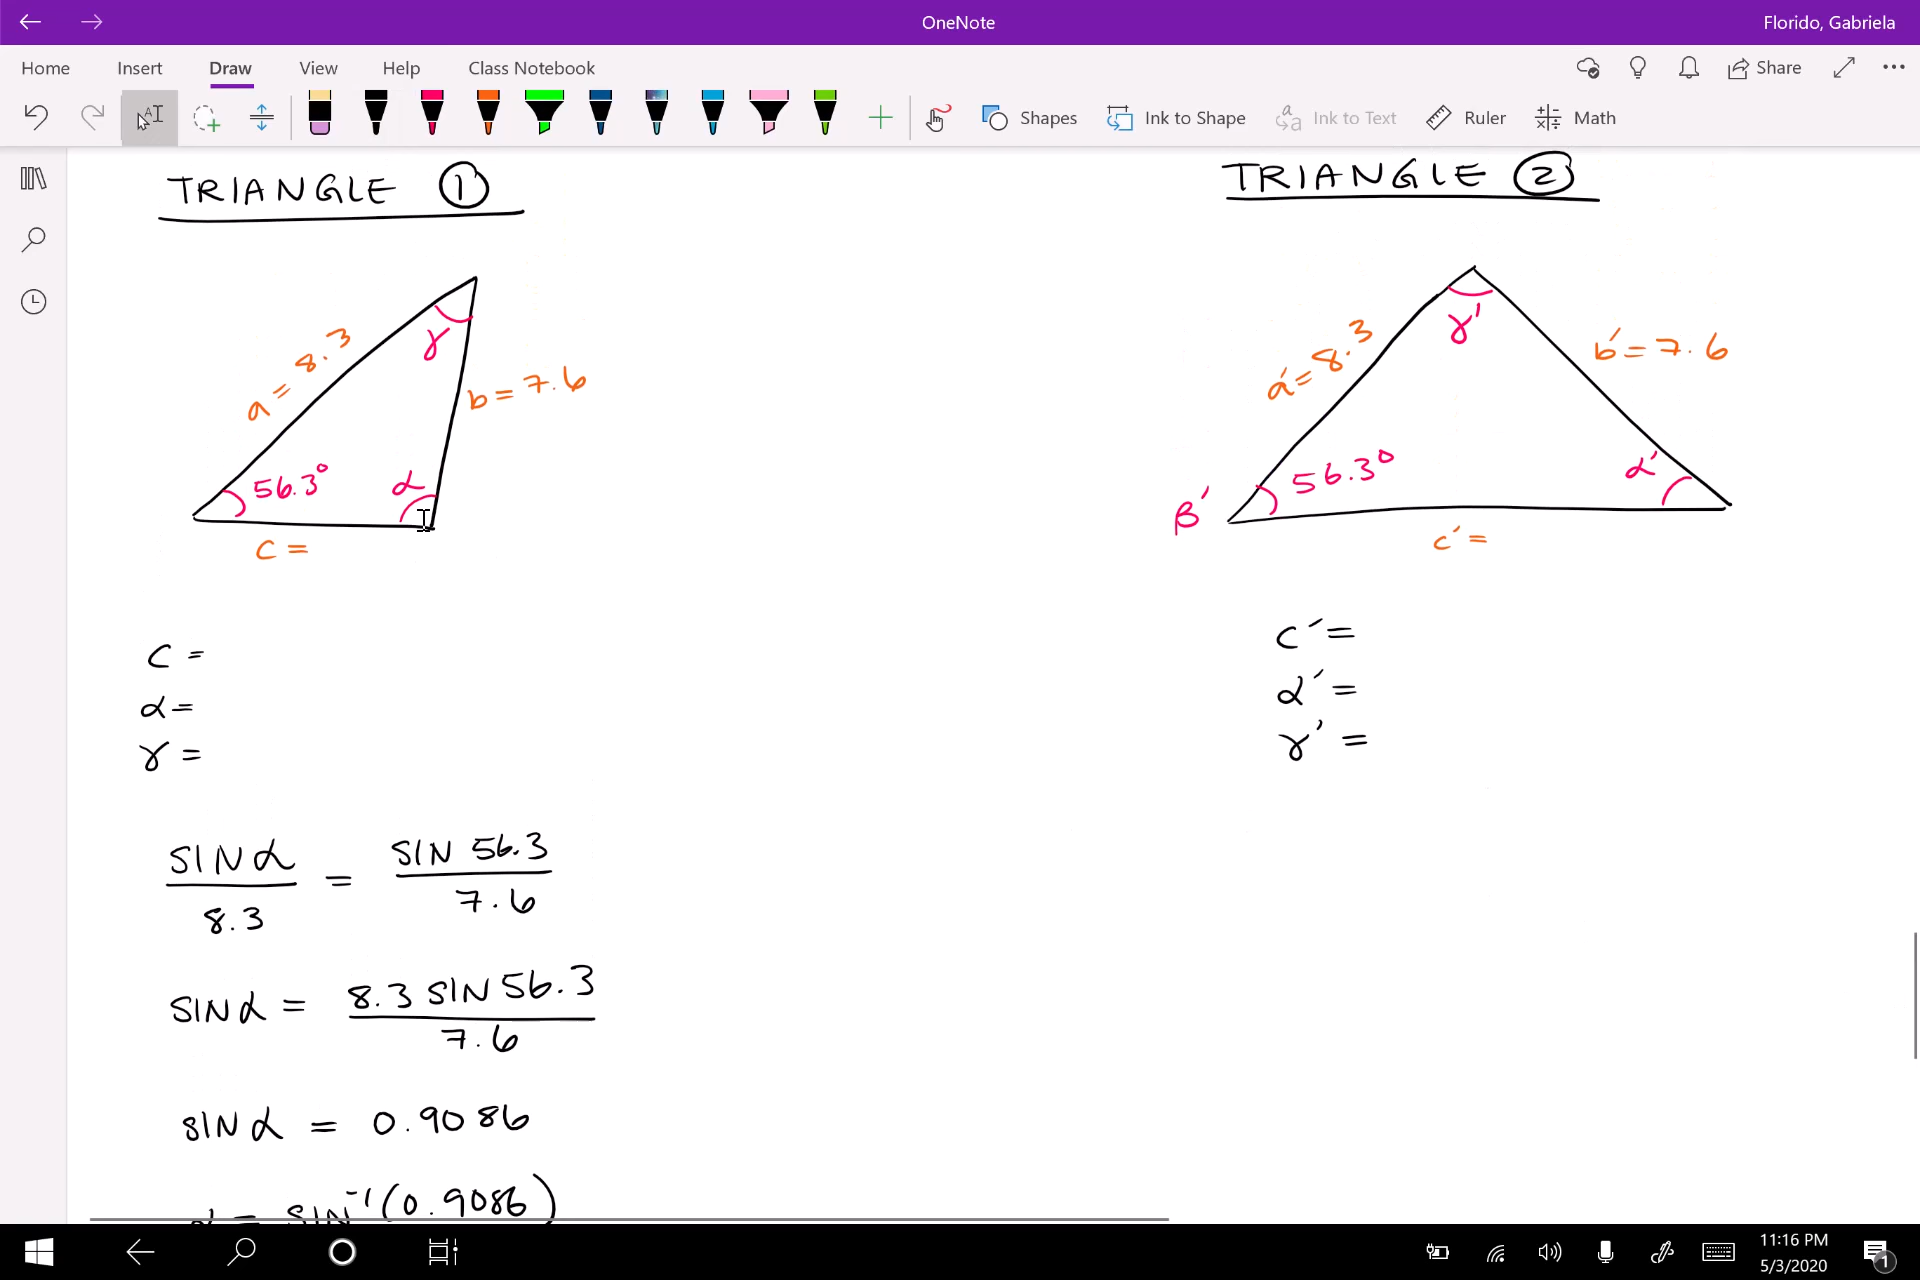 OneNote
Florido, Gabriela
Home Insert Draw View Help Class Notebook Share
AI Shapes Ink to Shape Ink to Text Ruler Math
TRIANGLE ①
TRIANGLE ②
a = 8.3
γ
b = 7.6
56.3°
α
c =
γ'
a' = 8.3
b' = 7.6
β'
56.3°
α'
c' =
c =
α =
γ =
c' =
α' =
γ' =
SIN α / 8.3 = SIN 56.3 / 7.6
SIN α = 8.3 SIN 56.3 / 7.6
SIN α = 0.9086
α = SIN⁻¹(0.9086)
11:16 PM
5/3/2020
1